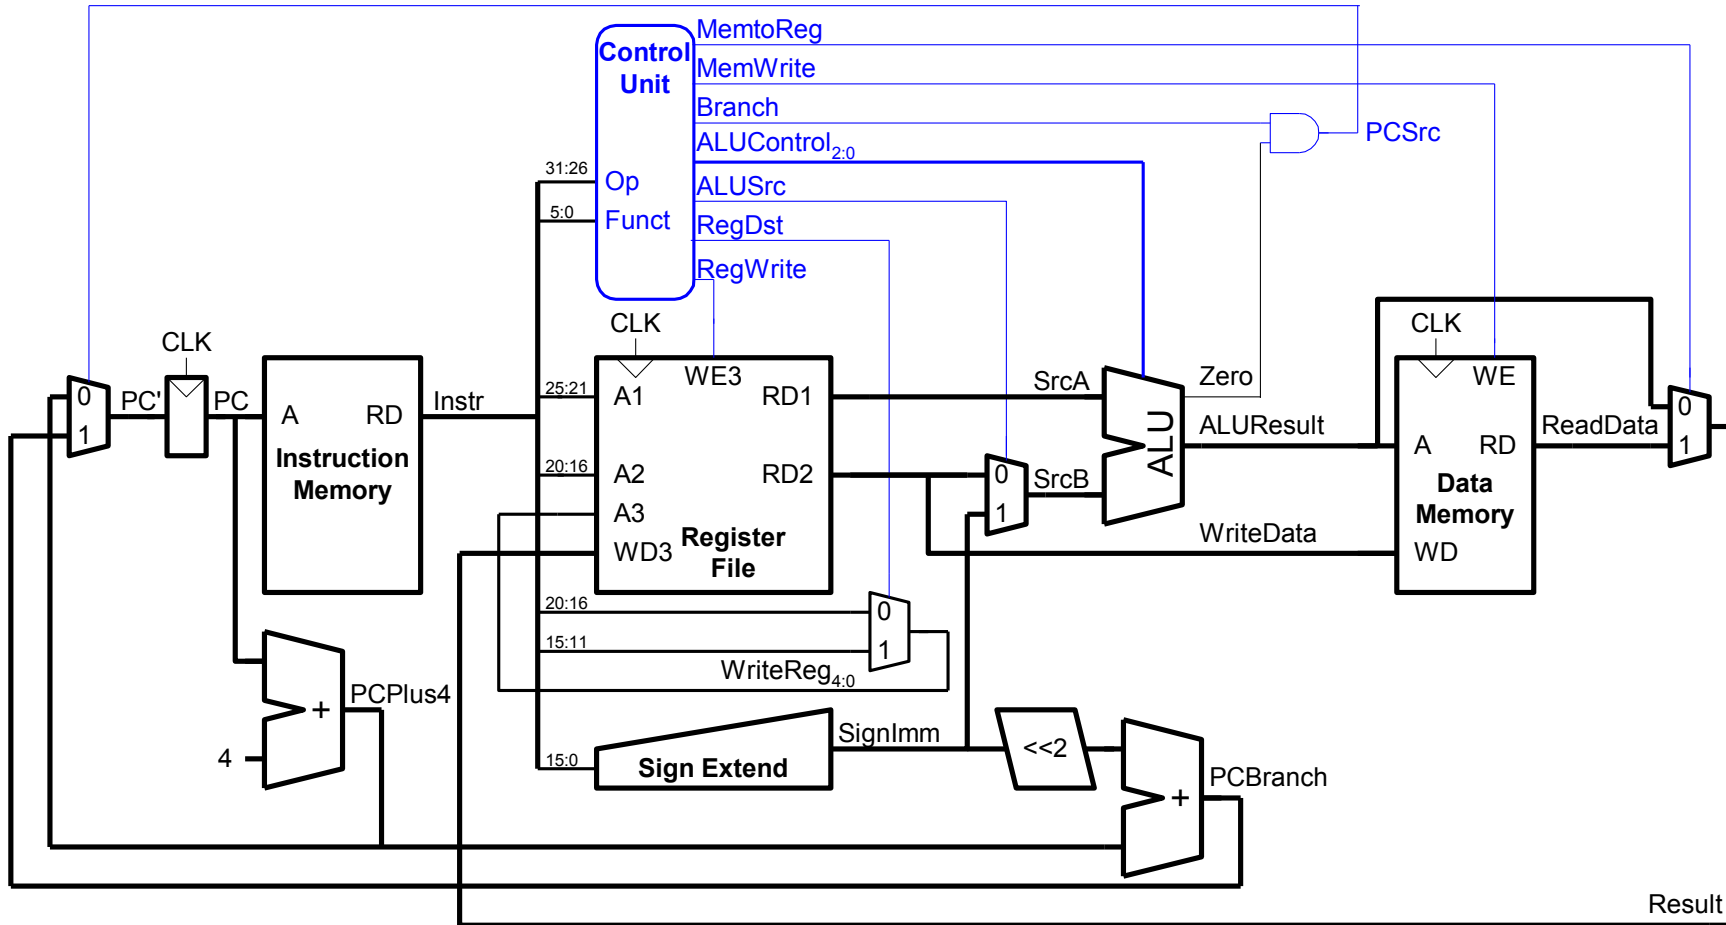 MemtoReg
Control
Unit
MemWrite
Branch
PCSrc
ALUControl2:0
31:26
Op
ALUSrc
5:0
Funct
RegDst
RegWrite
CLK
CLK
CLK
WE3
Zero
WE
0
PC'
PC
A
RD
Instr
25:21
A1
RD1
SrcA
ALU
ALUResult
0
1
Instruction
Memory
A
RD
ReadData
1
20:16
A2
RD2
0
SrcB
Data
Memory
A3
1
Register
File
WD3
WriteData
WD
20:16
0
15:11
1
WriteReg4:0
PCPlus4
+
4
15:0
Sign Extend
SignImm
<<2
PCBranch
+
Result